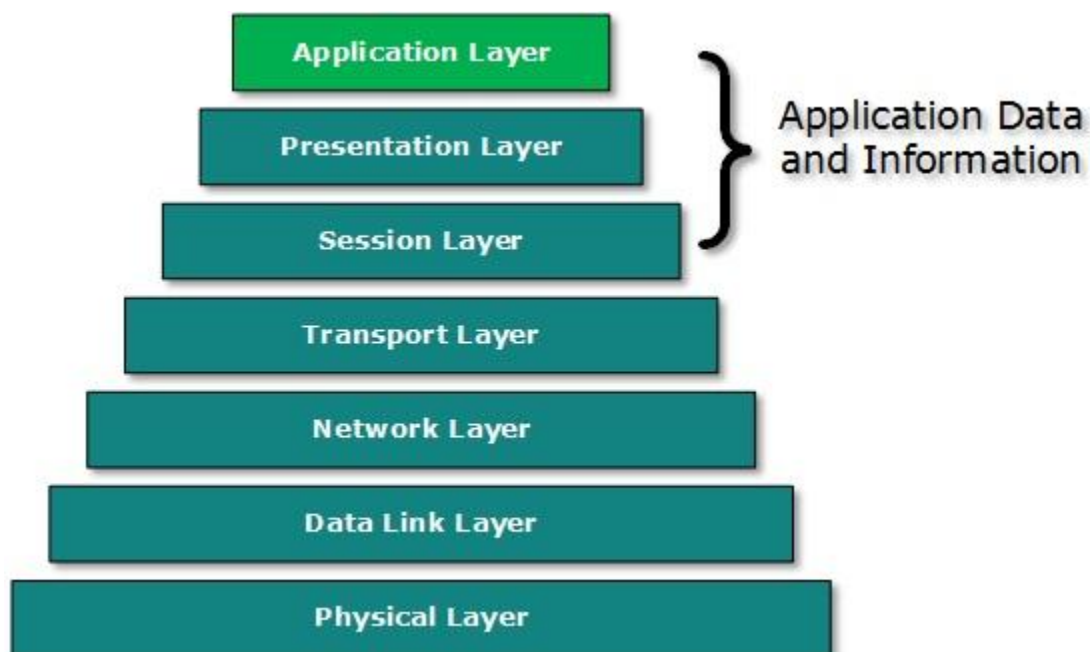 Application Layer
Presentation Layer
Session Layer
Transport Layer
Network Layer
Data Link Layer
Physical Layer
Application Data
and Information